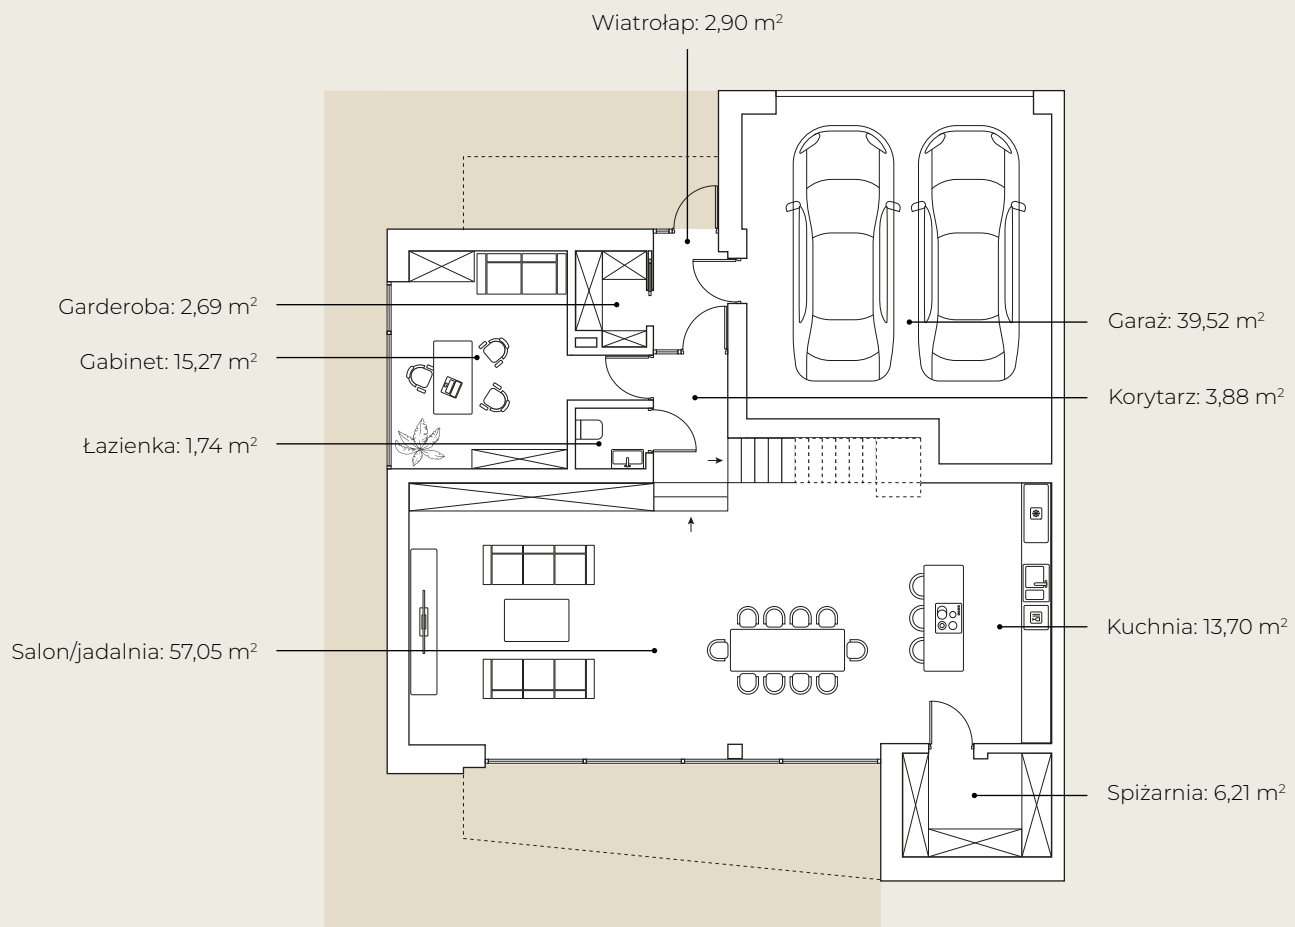 Wiatrołap: 2,90 m²
Garderoba: 2,69 m²
Gabinet: 15,27 m²
Łazienka: 1,74 m²
Salon/jadalnia: 57,05 m²
Garaż: 39,52 m²
Korytarz: 3,88 m²
Kuchnia: 13,70 m²
Spiżarnia: 6,21 m²